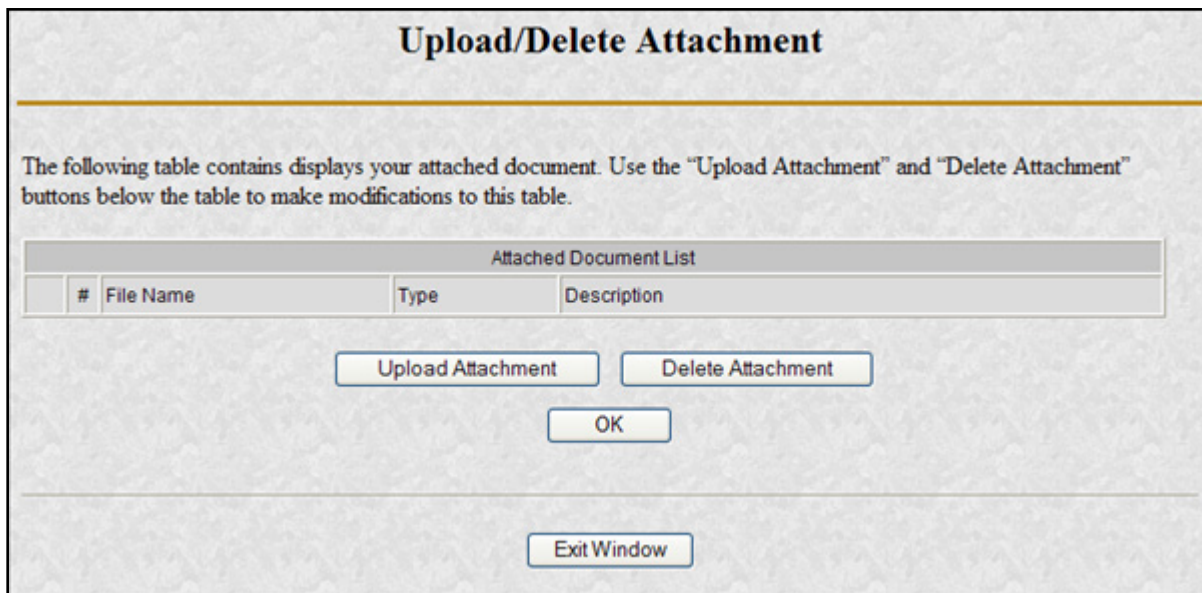 Upload/Delete Attachment
The following table contains displays your attached document. Use the “Upload Attachment” and “Delete Attachment”
buttons below the table to make modifications to this table.
Attached Document List
# File Name Type Description
Upload Attachment Delete Attachment
OK
Exit Window